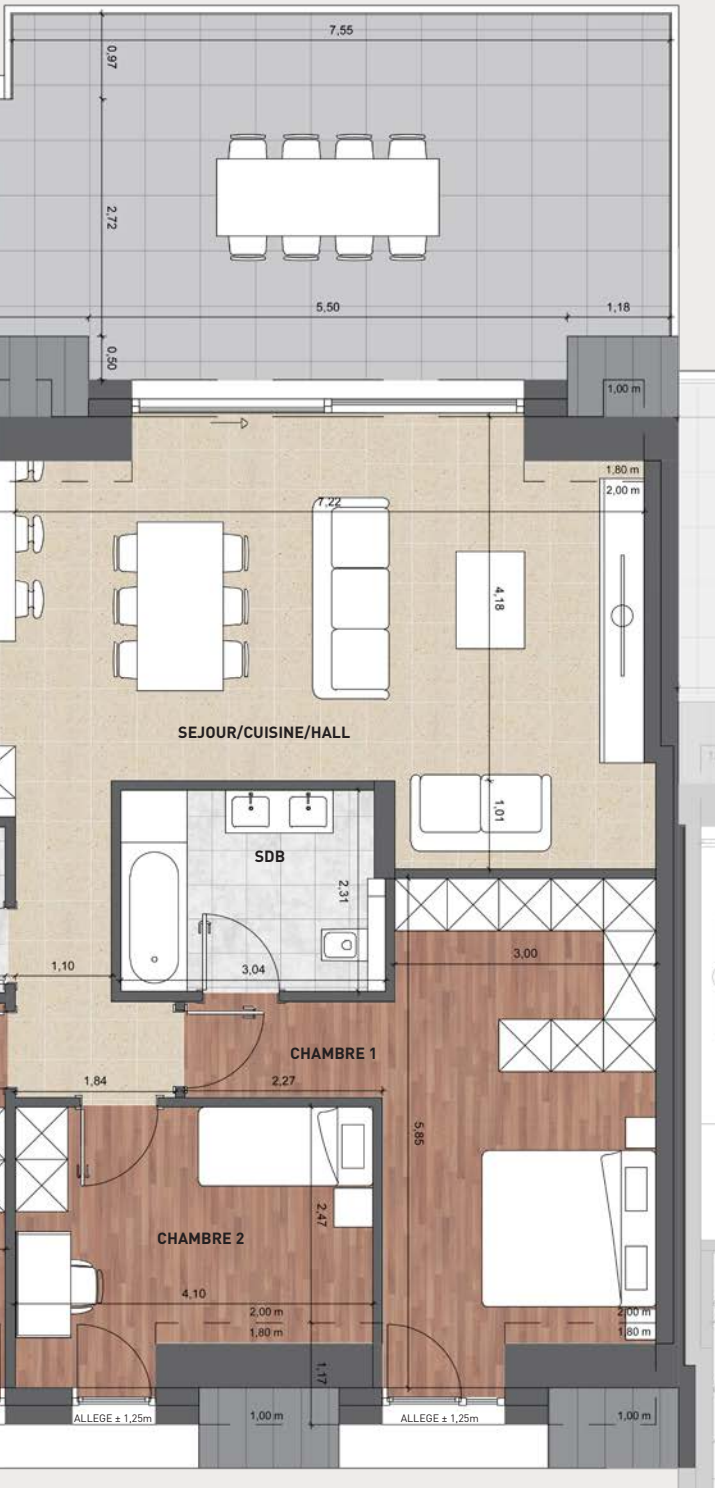 7,55
0,97
2,72
5,50
1,18
0,50
1,00 m
1,80 m
2,00 m
7,22
4,18
SEJOUR/CUISINE/HALL
1,01
SDB
2,31
3,00
1,10
3,04
CHAMBRE 1
1,84
2,27
5,85
2,47
CHAMBRE 2
4,10
2,00 m
1,80 m
2,00 m
1,80 m
1,17
ALLEGE ± 1,25m
1,00 m
ALLEGE ± 1,25m
1,00 m